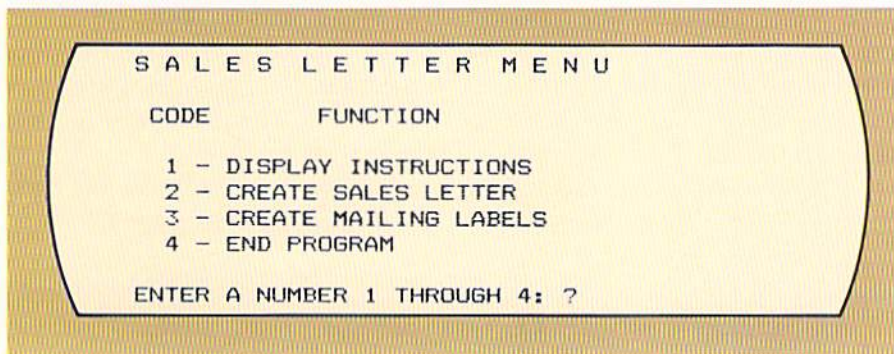 SALES LETTER MENU
CODE FUNCTION
1 - DISPLAY INSTRUCTIONS
2 - CREATE SALES LETTER
3 - CREATE MAILING LABELS
4 - END PROGRAM
ENTER A NUMBER 1 THROUGH 4: ?